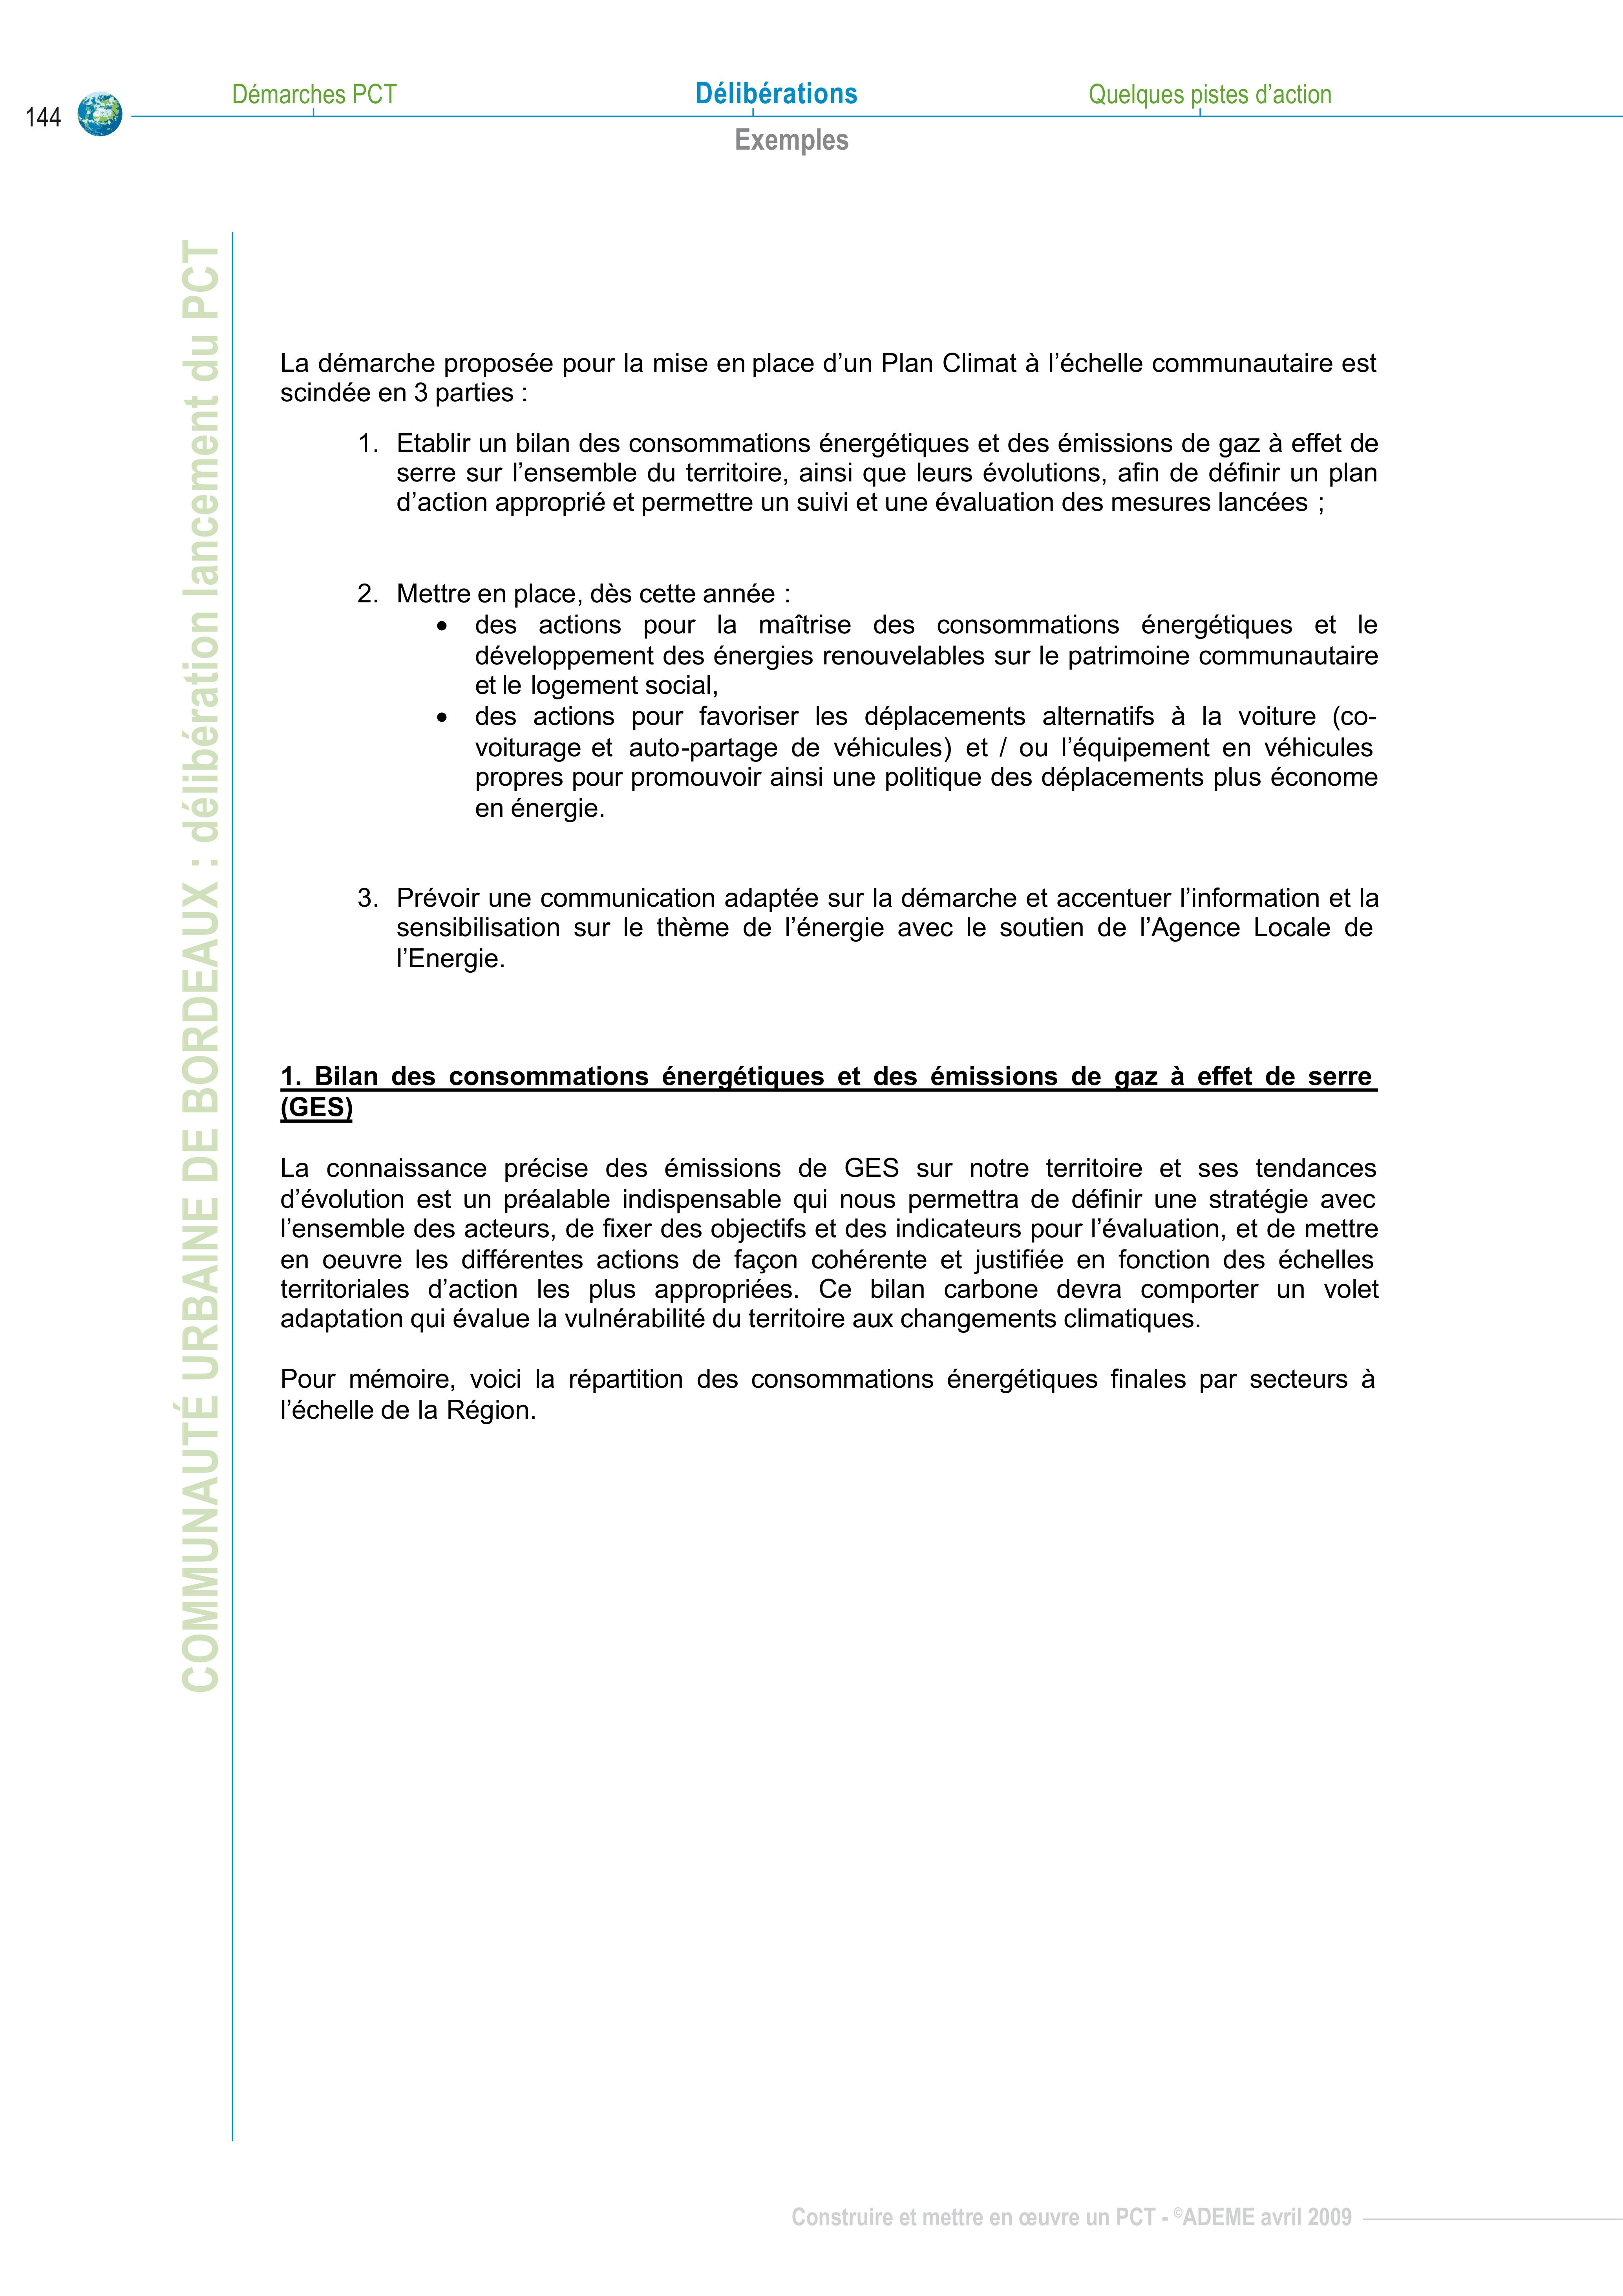 144
Démarches PCT
Délibérations
Quelques pistes d’action
Exemples
COMMUNAUTÉ URBAINE DE BORDEAUX : délibération lancement du PCT
La démarche proposée pour la mise en place d’un Plan Climat à l’échelle communautaire est
scindée en 3 parties :
1. Etablir un bilan des consommations énergétiques et des émissions de gaz à effet de
serre sur l’ensemble du territoire, ainsi que leurs évolutions, afin de définir un plan
d’action approprié et permettre un suivi et une évaluation des mesures lancées ;
2. Mettre en place, dès cette année :
• des actions pour la maîtrise des consommations énergétiques et le
développement des énergies renouvelables sur le patrimoine communautaire
et le logement social,
• des actions pour favoriser les déplacements alternatifs à la voiture (co-
voiturage et auto-partage de véhicules) et / ou l’équipement en véhicules
propres pour promouvoir ainsi une politique des déplacements plus économe
en énergie.
3. Prévoir une communication adaptée sur la démarche et accentuer l’information et la
sensibilisation sur le thème de l’énergie avec le soutien de l’Agence Locale de
l’Energie.
1. Bilan des consommations énergétiques et des émissions de gaz à effet de serre
(GES)
La connaissance précise des émissions de GES sur notre territoire et ses tendances
d’évolution est un préalable indispensable qui nous permettra de définir une stratégie avec
l’ensemble des acteurs, de fixer des objectifs et des indicateurs pour l’évaluation, et de mettre
en oeuvre les différentes actions de façon cohérente et justifiée en fonction des échelles
territoriales d’action les plus appropriées. Ce bilan carbone devra comporter un volet
adaptation qui évalue la vulnérabilité du territoire aux changements climatiques.
Pour mémoire, voici la répartition des consommations énergétiques finales par secteurs à
l’échelle de la Région.
Construire et mettre en œuvre un PCT - ©ADEME avril 2009